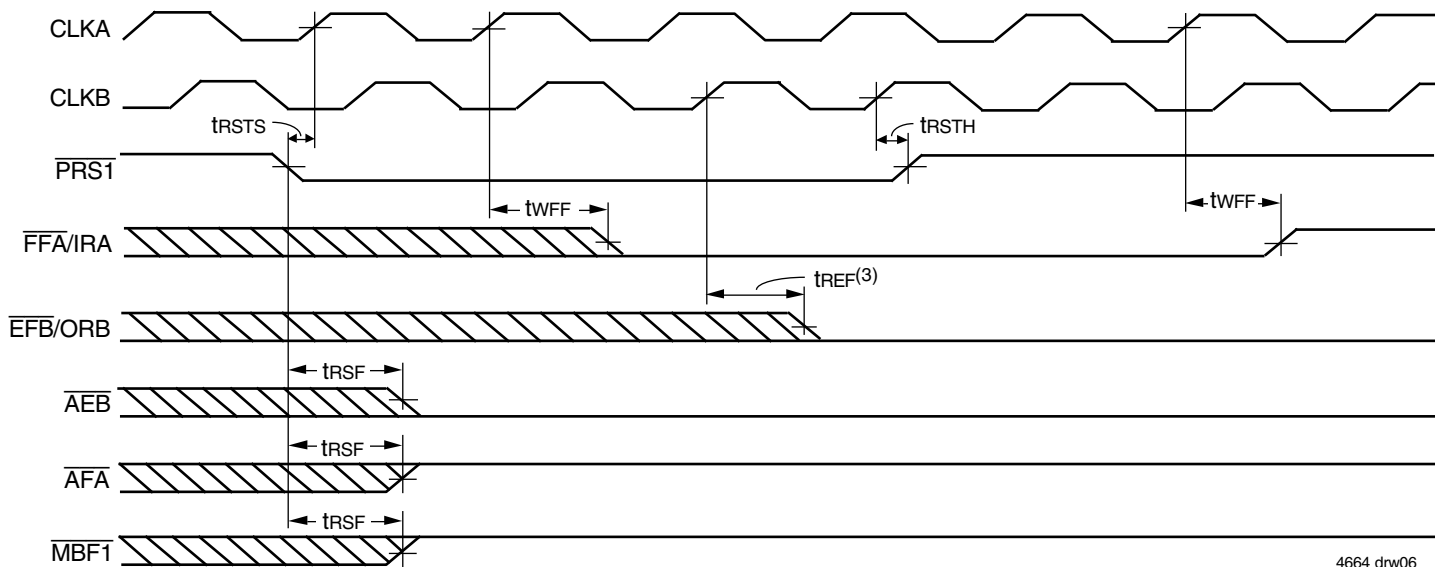 CLKA
CLKB
tRSTS
tRSTH
PRS1
tWFF
tWFF
FFA/IRA
tREF(3)
EFB/ORB
tRSF
AEB
tRSF
AFA
tRSF
MBF1
4664 drw06